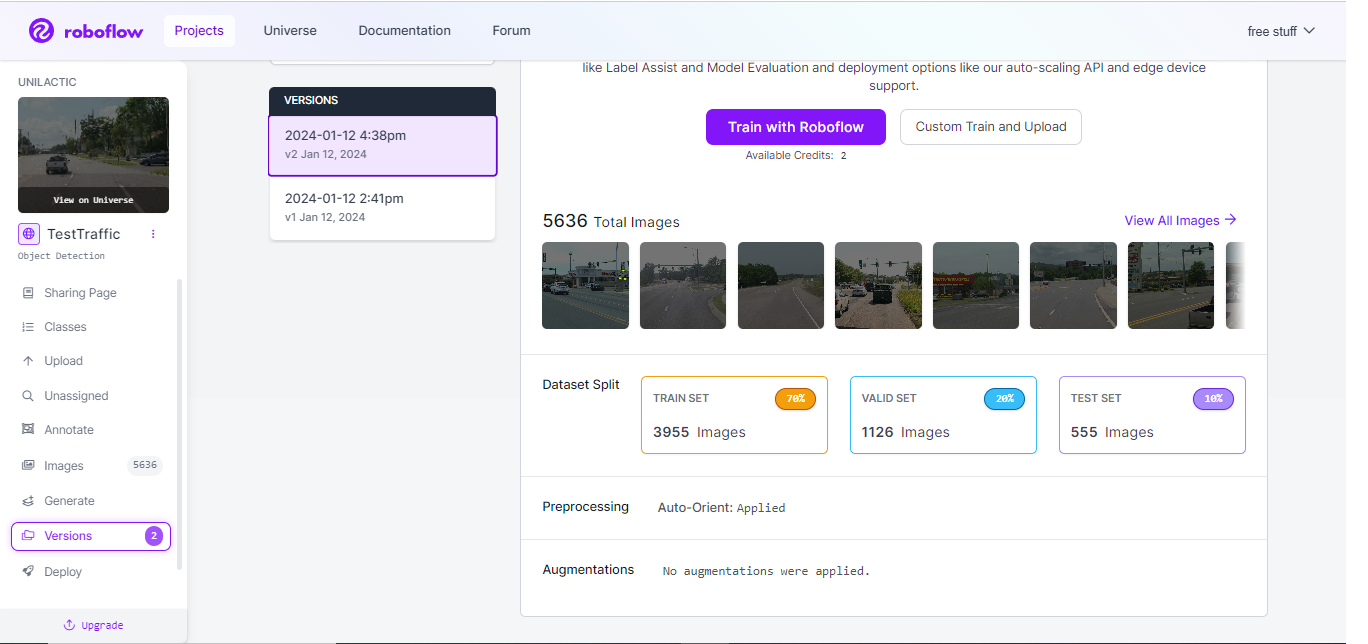 roboflow
Projects
Universe
Documentation
Forum
free stuff
UNILACTIC
View on Universe
TestTraffic
Object Detection
Sharing Page
Classes
Upload
Unassigned
Annotate
Images 5636
Generate
Versions 2
Deploy
Upgrade
VERSIONS
2024-01-12 4:38pm
v2 Jan 12, 2024
2024-01-12 2:41pm
v1 Jan 12, 2024
like Label Assist and Model Evaluation and deployment options like our auto-scaling API and edge device
support.
Train with Roboflow
Custom Train and Upload
Available Credits: 2
5636 Total Images
View All Images
Dataset Split
TRAIN SET 70%
3955 Images
VALID SET 20%
1126 Images
TEST SET 10%
555 Images
Preprocessing
Auto-Orient: Applied
Augmentations
No augmentations were applied.